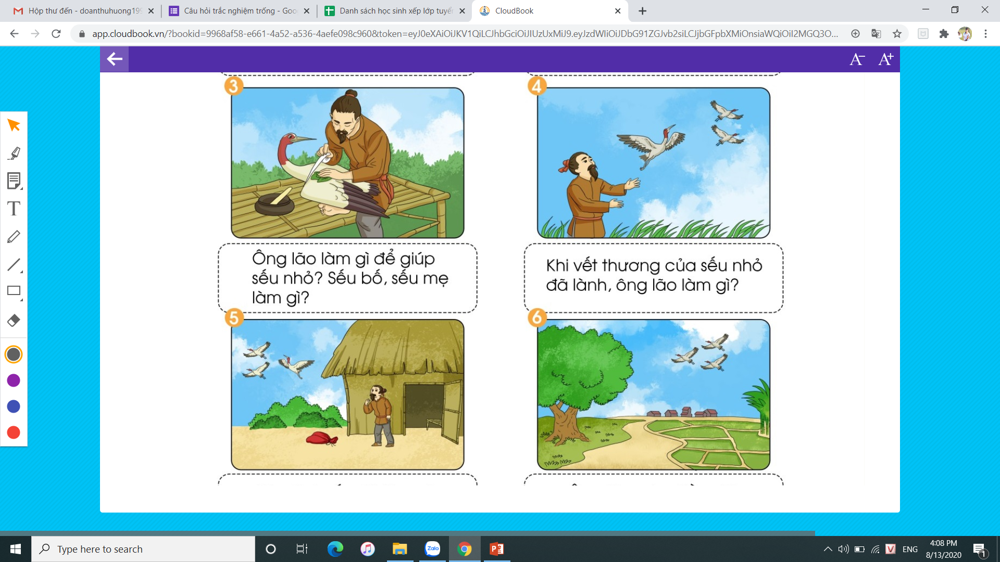 Hộp thư đến - doanthuhuong199
Câu hỏi trắc nghiệm trống - Goo
Danh sách học sinh xếp lớp tuyể
CloudBook
app.cloudbook.vn/?bookid=9968af58-e661-4a52-a536-4aefe098c960&token=eyJ0eXAiOiJKV1QiLCJhbGciOiJIUzUxMiJ9.eyJzdWIiOiJDbG91ZGJvb2siLCJjbGFpbXMiOnsiaWQiOiI2MGQ3O...
A- A+
3
4
Ông lão làm gì để giúp
sếu nhỏ? Sếu bố, sếu mẹ
làm gì?
Khi vết thương của sếu nhỏ
đã lành, ông lão làm gì?
5
6
T
Type here to search
Zalo
ENG
4:08 PM
8/13/2020
1